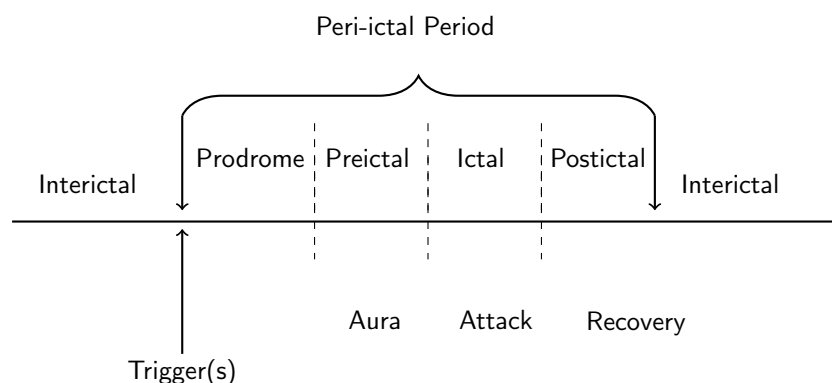 Peri-ictal Period
Prodrome Preictal Ictal Postictal
Interictal Interictal
Aura Attack Recovery
Trigger(s)